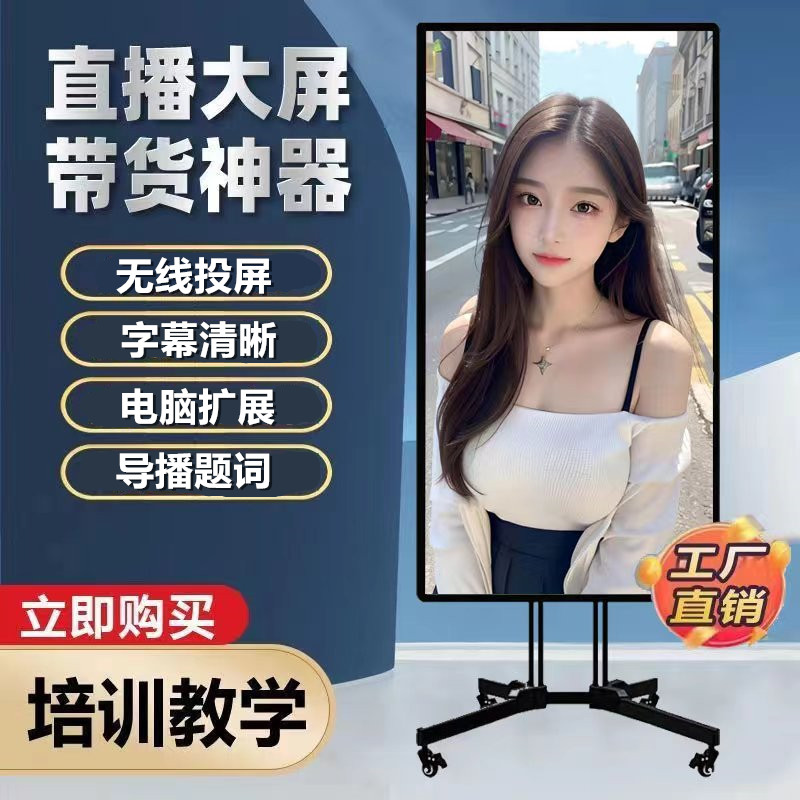 直播大屏
带货神器
无线投屏
字幕清晰
电脑扩展
导播题词
工厂
直销
立即购买
培训教学